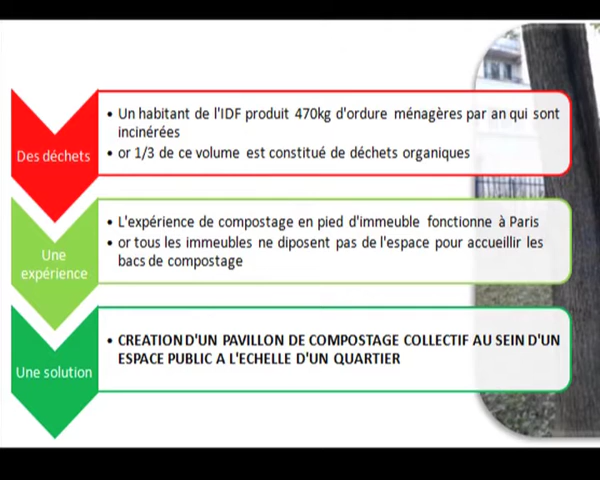 Des déchets
• Un habitant de l'IDF produit 470kg d'ordure ménagères par an qui sont
incinérées
• or 1/3 de ce volume est constitué de déchets organiques
Une
expérience
• L'expérience de compostage en pied d'immeuble fonctionne à Paris
• or tous les immeubles ne diposent pas de l'espace pour accueillir les
bacs de compostage
Une solution
• CREATION D'UN PAVILLON DE COMPOSTAGE COLLECTIF AU SEIN D'UN
ESPACE PUBLIC A L'ECHELLE D'UN QUARTIER